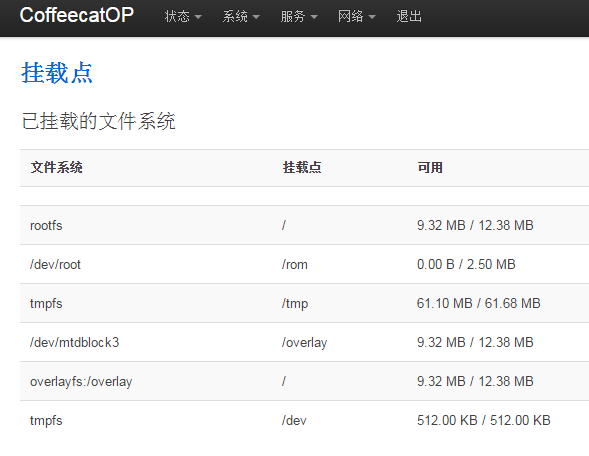 CoffeecatOP 状态 系统 服务 网络 退出
挂载点
已挂载的文件系统
文件系统 挂载点 可用
rootfs / 9.32 MB / 12.38 MB
/dev/root /rom 0.00 B / 2.50 MB
tmpfs /tmp 61.10 MB / 61.68 MB
/dev/mtdblock3 /overlay 9.32 MB / 12.38 MB
overlayfs:/overlay / 9.32 MB / 12.38 MB
tmpfs /dev 512.00 KB / 512.00 KB